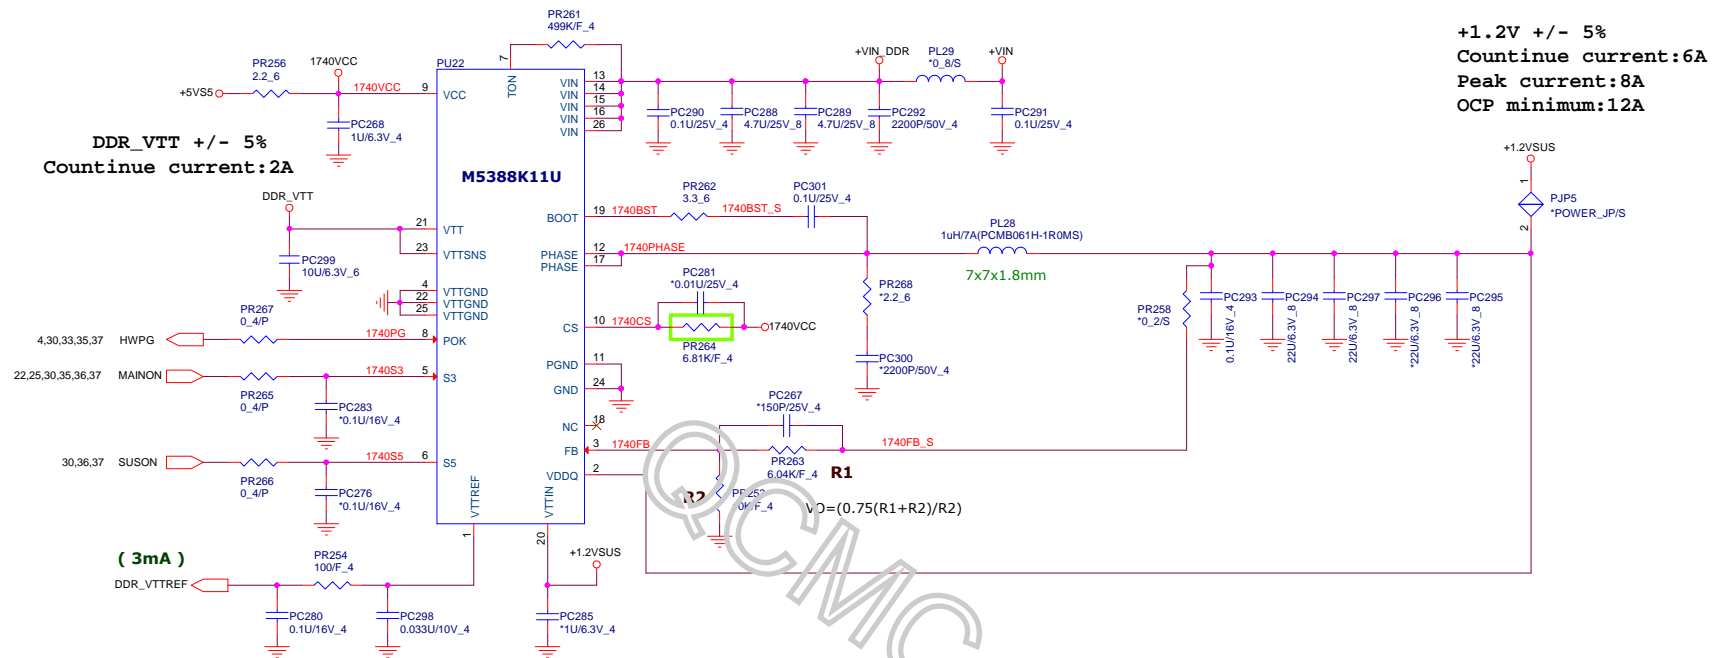 PR261
499K/F_4
+1.2V +/- 5%
Countinue current:6A
Peak current:8A
OCP minimum:12A
PR256
2.2_6
1740VCC
+5VS5
1740VCC
9
VCC
PC268
1U/6.3V_4
PU22
7
TON
VIN
VIN
VIN
VIN
VIN
13
14
15
16
26
+VIN_DDR
PL29
*0_8/S
+VIN
PC290
0.1U/25V_4
PC288
4.7U/25V_8
PC289
4.7U/25V_8
PC292
2200P/50V_4
PC291
0.1U/25V_4
DDR_VTT +/- 5%
Countinue current:2A
M5388K11U
+1.2VSUS
1
PJP5
*POWER_JP/S
2
DDR_VTT
21
VTT
23
VTTSNS
PC299
10U/6.3V_6
BOOT
19
1740BST
PR262
3.3_6
1740BST_S
PC301
0.1U/25V_4
PHASE
PHASE
12
17
1740PHASE
PL28
1uH/7A(PCMB061H-1R0MS)
7x7x1.8mm
4
22
25
VTTGND
VTTGND
VTTGND
PC281
*0.01U/25V_4
CS
10
1740CS
1740VCC
PR264
6.81K/F_4
PR268
*2.2_6
PC300
*2200P/50V_4
PR258
*0_2/S
PC293
0.1U/16V_4
PC294
22U/6.3V_8
PC297
22U/6.3V_8
PC296
*22U/6.3V_8
PC295
*22U/6.3V_8
PR267
0_4/P
4,30,33,35,37
HWPG
1740PG
8
POK
PGND
11
GND
24
22,25,30,35,36,37
MAINON
PR265
0_4/P
1740S3
5
S3
PC283
*0.1U/16V_4
NC
18
PC267
*150P/25V_4
FB
3
1740FB
PR263
6.04K/F_4
R1
1740FB_S
30,36,37
SUSON
PR266
0_4/P
1740S5
6
S5
PC276
*0.1U/16V_4
VDDQ
2
R2
VO=(0.75(R1+R2)/R2)
VTTREF
1
VTTIN
20
+1.2VSUS
( 3mA )
DDR_VTTREF
PR254
100/F_4
PC280
0.1U/16V_4
PC298
0.033U/10V_4
PC285
*1U/6.3V_4